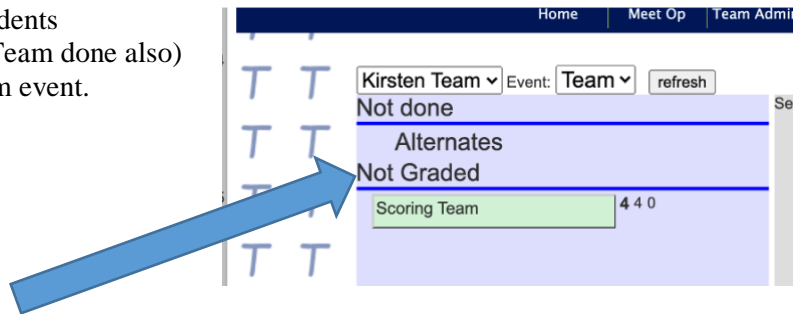 dents
Team done also)
n event.
Home Meet Op Team Admin
T T
T T
T T
T T
Kirsten Team Event: Team refresh
Not done
Alternates
Not Graded
Scoring Team 4 4 0